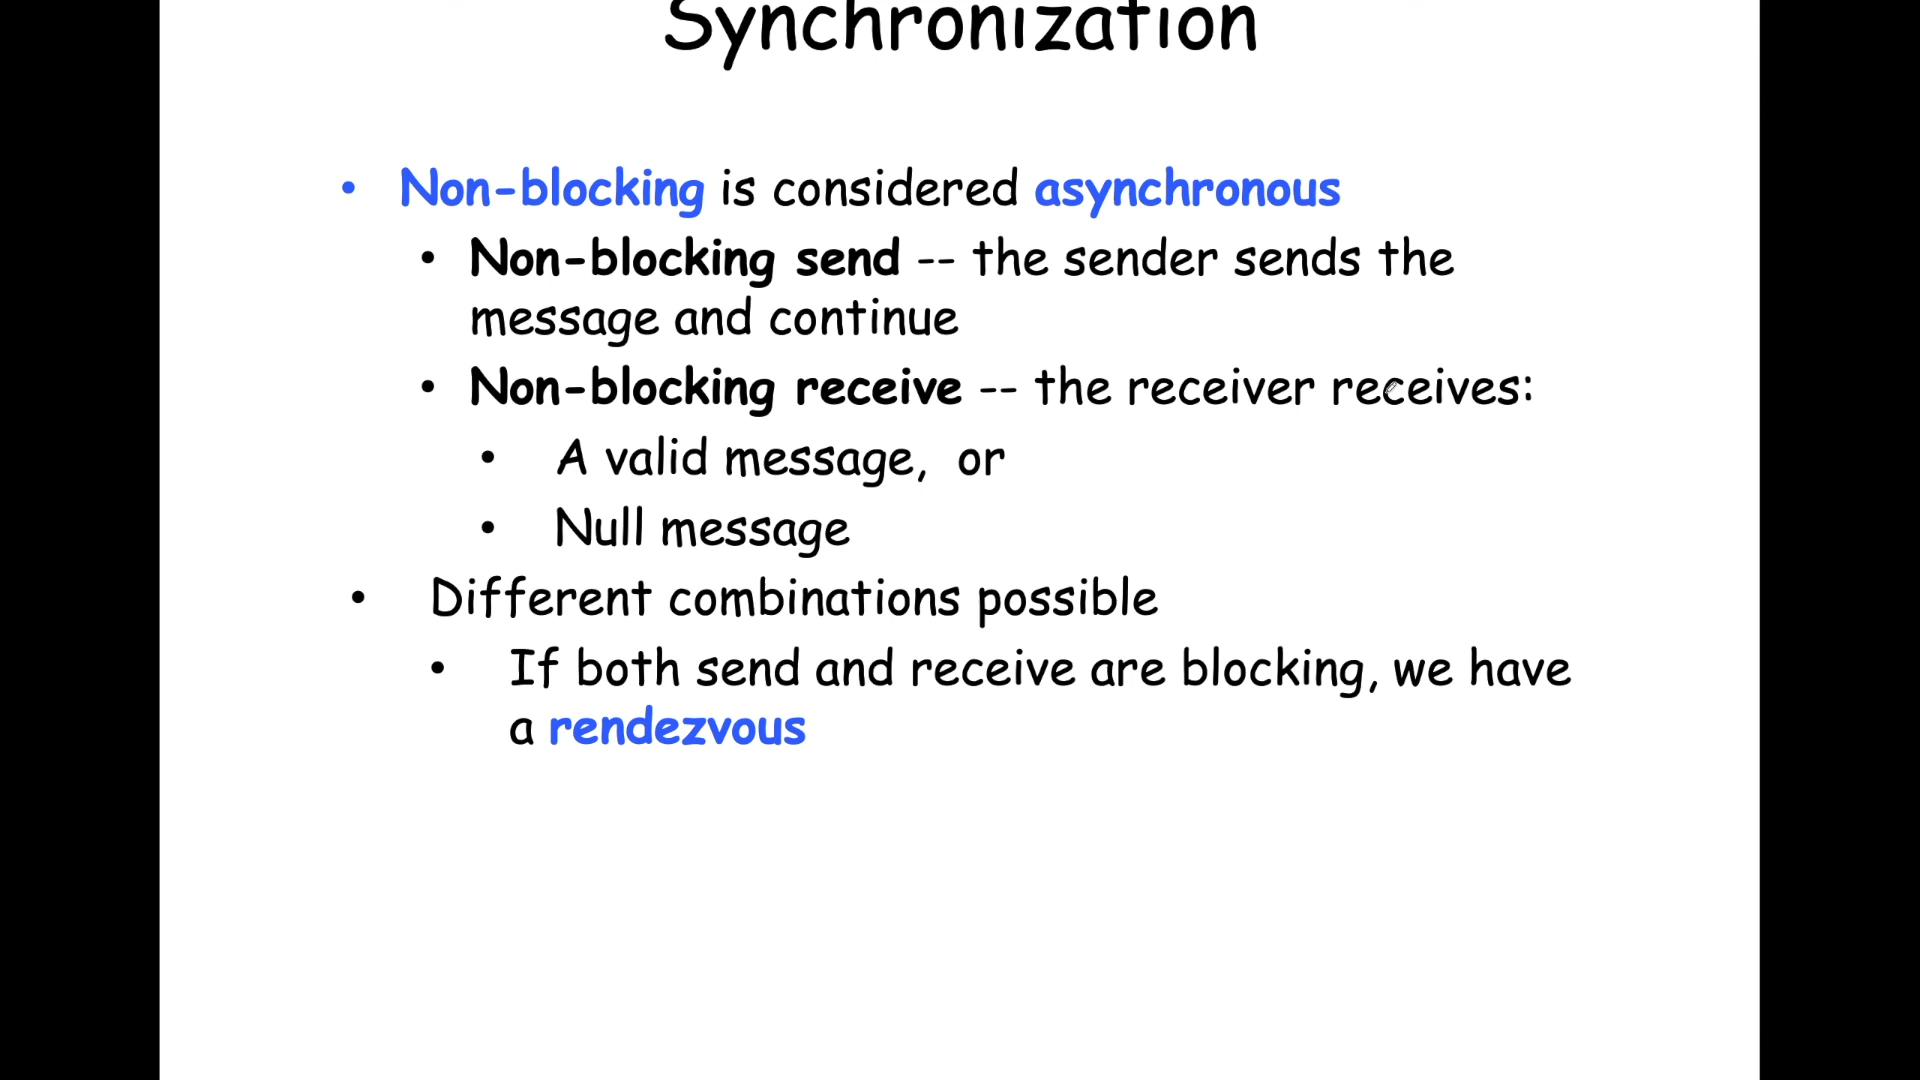 Synchronization
• Non-blocking is considered asynchronous
• Non-blocking send -- the sender sends the
message and continue
• Non-blocking receive -- the receiver receives:
• A valid message, or
• Null message
• Different combinations possible
• If both send and receive are blocking, we have
a rendezvous